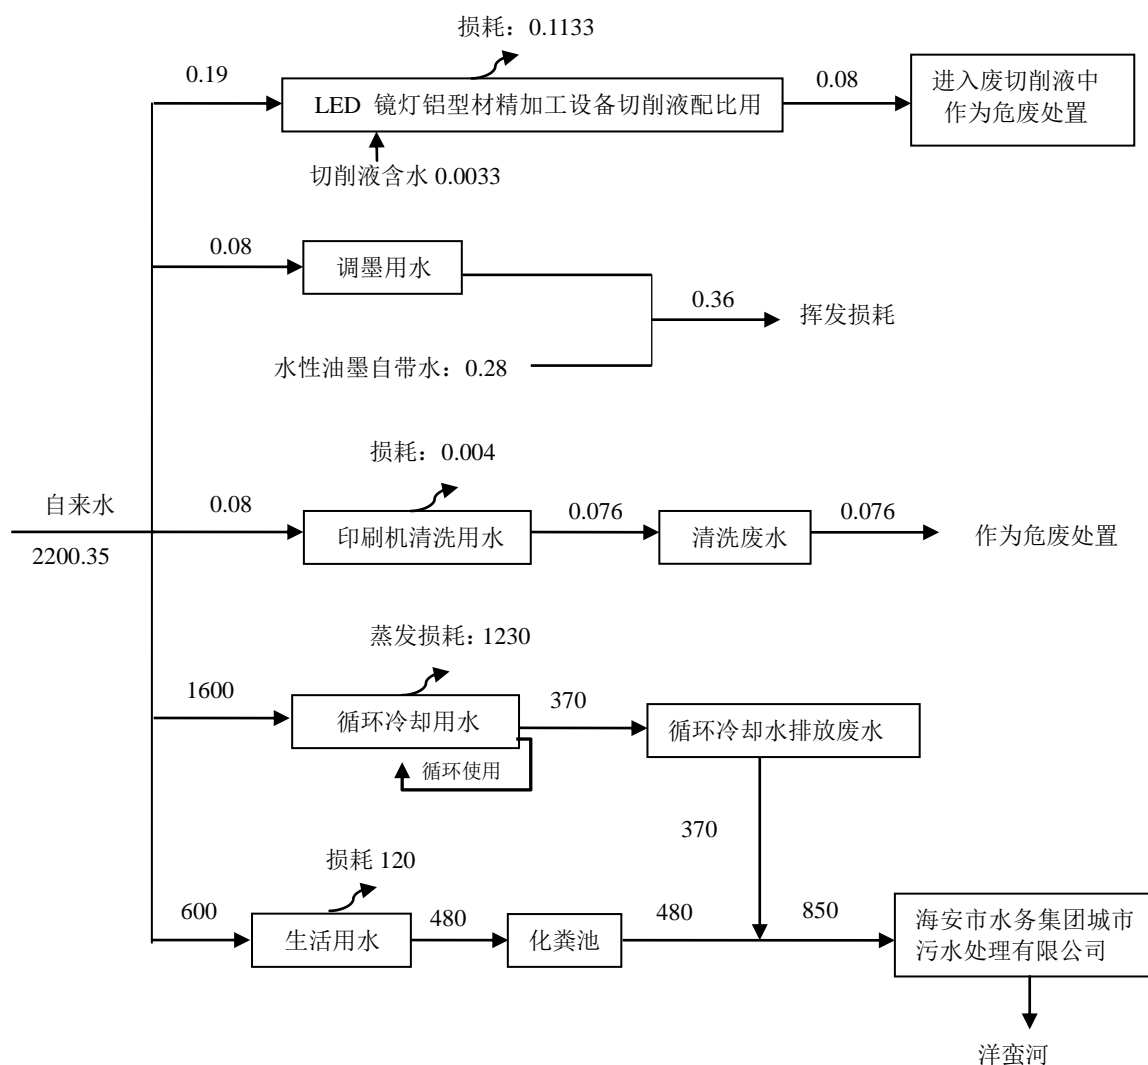 损耗：0.1133
0.19
LED 镜灯铝型材精加工设备切削液配比用
0.08
进入废切削液中
作为危废处置
切削液含水 0.0033
0.08
调墨用水
0.36
挥发损耗
水性油墨自带水：0.28
损耗：0.004
自来水
2200.35
0.08
印刷机清洗用水
0.076
清洗废水
0.076
作为危废处置
蒸发损耗：1230
1600
循环冷却用水
370
循环冷却水排放废水
循环使用
370
损耗 120
600
生活用水
480
化粪池
480
850
海安市水务集团城市
污水处理有限公司
洋蛮河